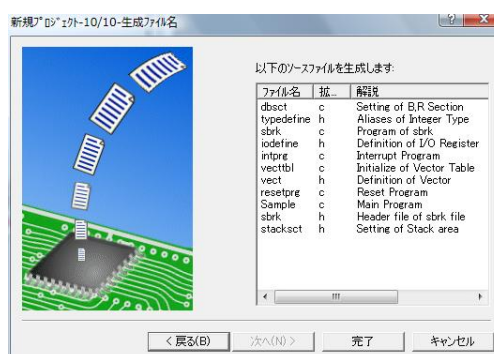 新規ﾌﾟﾛｼﾞｪｸﾄ-10/10-生成ﾌｧｲﾙ名
以下のｿｰｽﾌｧｲﾙを生成します:
ﾌｧｲﾙ名 拡... 解説
dbsct c Setting of B,R Section
typedefine h Aliases of Integer Type
sbrk c Program of sbrk
iodefine h Definition of I/O Register
intprg c Interrupt Program
vecttbl c Initialize of Vector Table
vect h Definition of Vector
resetprg c Reset Program
Sample c Main Program
sbrk h Header file of sbrk file
stacksct h Setting of Stack area
< 戻る(B) 次へ(N) > 完了 キャンセル